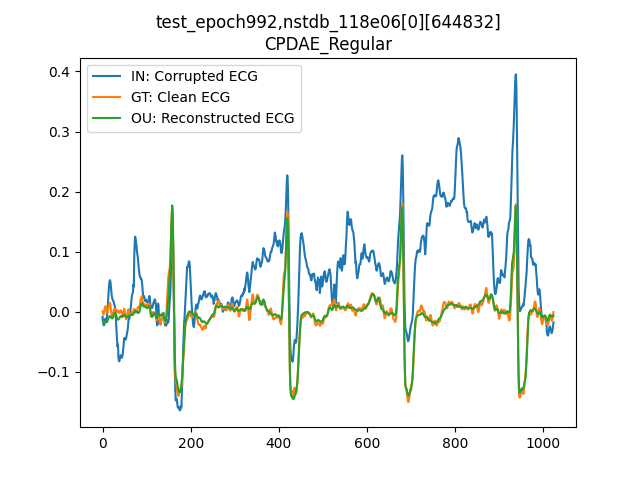 test_epoch992,nstdb_118e06[0][644832]
CPDAE_Regular
IN: Corrupted ECG
GT: Clean ECG
OU: Reconstructed ECG
0.4
0.3
0.2
0.1
0.0
−0.1
0 200 400 600 800 1000